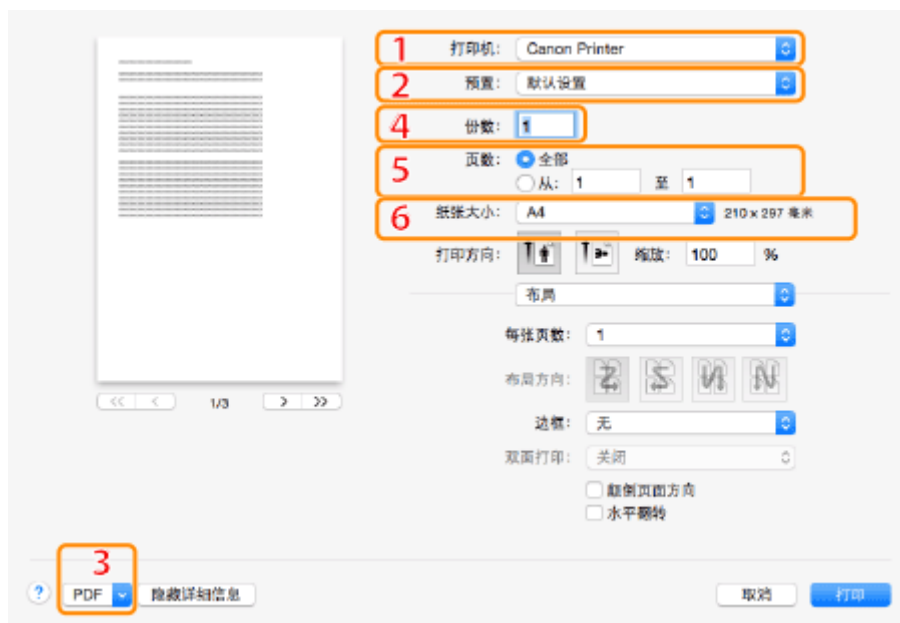 1 打印机: Canon Printer
2 预置: 默认设置
4 份数: 1
5 页数: 全部
从: 1 至 1
6 纸张大小: A4 210 x 297 毫米
打印方向: 缩放: 100 %
布局
每张页数: 1
布局方向:
边框: 无
双面打印: 关闭
翻倒页面方向
水平翻转
<< < 1/3 > >>
3
? PDF 隐藏详细信息 取消 打印